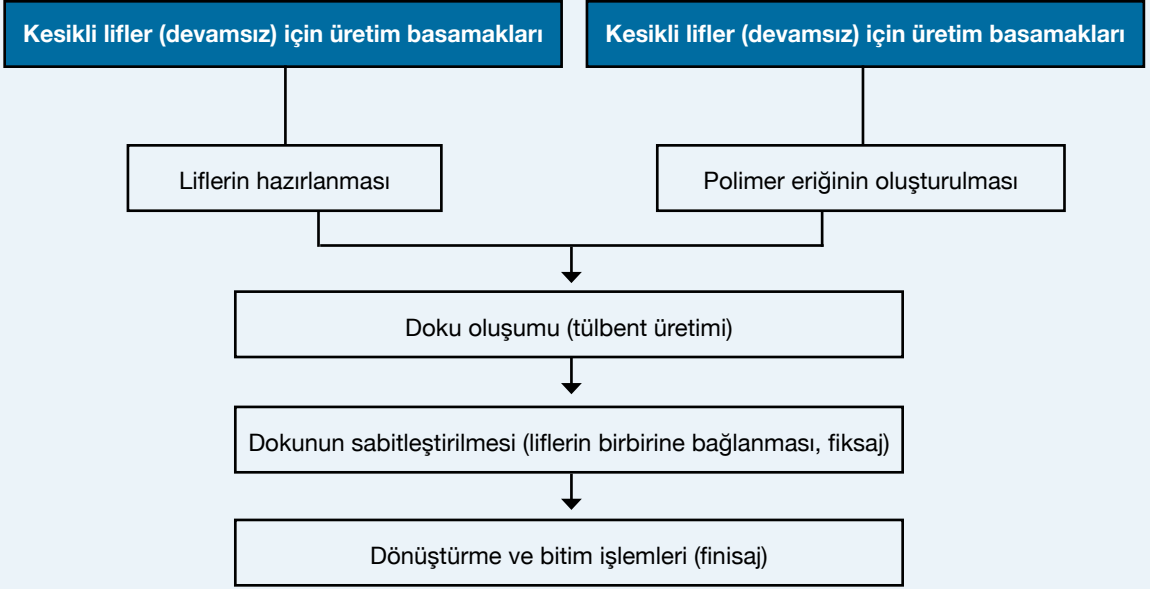 Kesikli lifler (devamsız) için üretim basamakları
Kesikli lifler (devamsız) için üretim basamakları
Liflerin hazırlanması
Polimer eriğinin oluşturulması
Doku oluşumu (tülbent üretimi)
Dokunun sabitleştirilmesi (liflerin birbirine bağlanması, fiksaj)
Dönüştürme ve bitim işlemleri (finisaj)